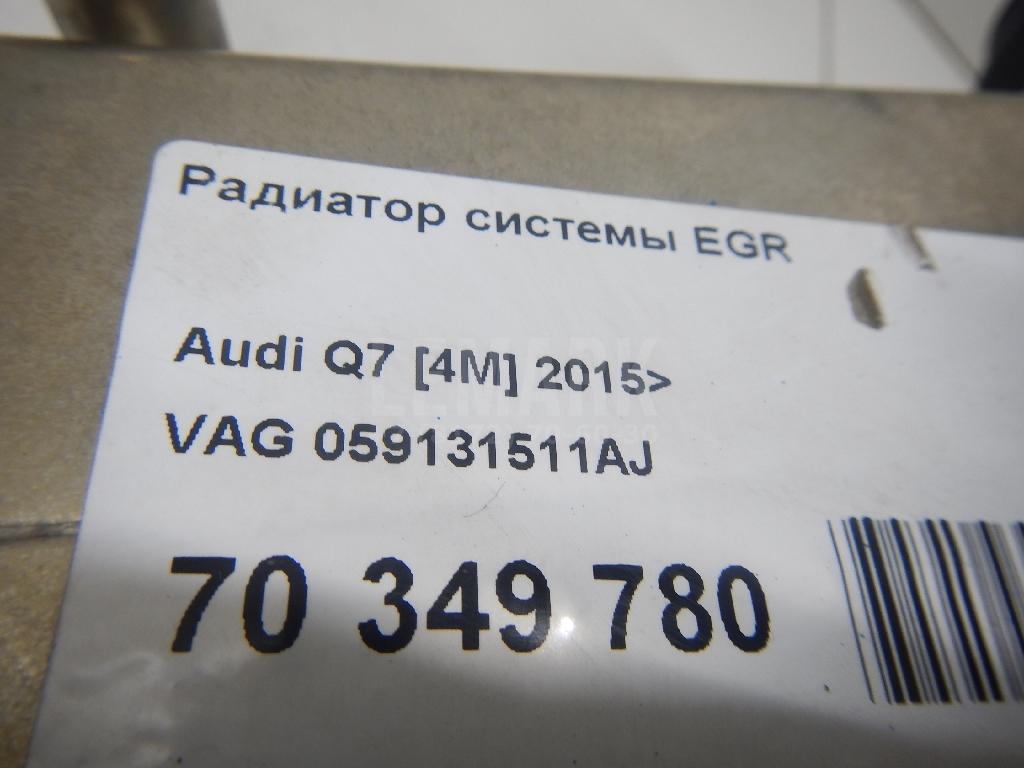 Радиатор системы EGR
Audi Q7 [4M] 2015>
VAG 059131511AJ
70 349 780